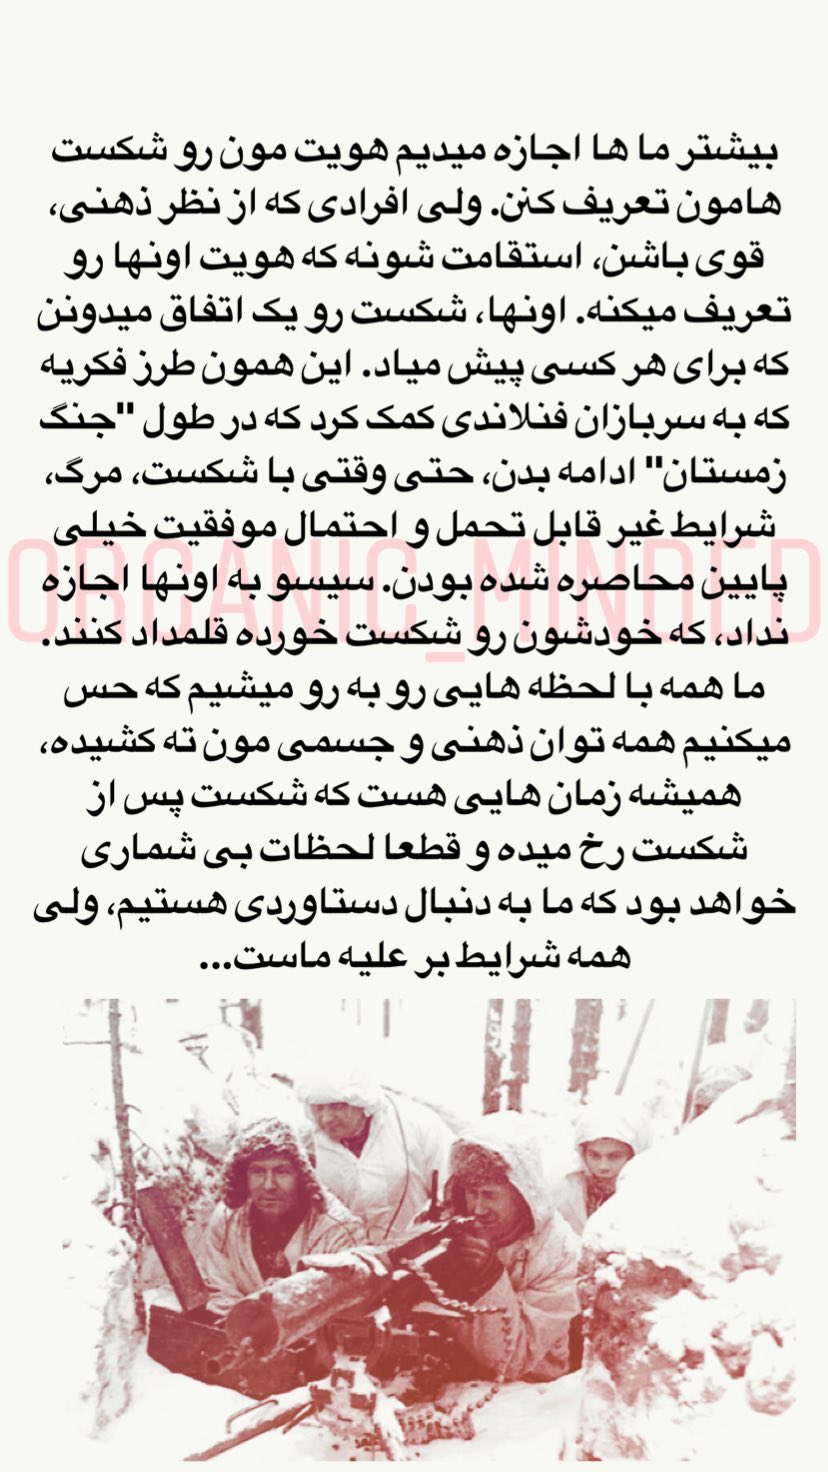 بیشتر ما ها اجازه میدیم هویت مون رو شکست
هامون تعریف کنن. ولی افرادی که از نظر ذهنی،
قوی باشن، استقامت شونه که هویت اونها رو
تعریف میکنه. اونها، شکست رو یک اتفاق میدونن
که برای هر کسی پیش میاد. این همون طرز فکریه
که به سربازان فنلاندی کمک کرد که در طول "جنگ
زمستان" ادامه بدن، حتی وقتی با شکست، مرگ،
شرایط غیر قابل تحمل و احتمال موفقیت خیلی
پایین محاصره شده بودن. سیسو به اونها اجازه
نداد، که خودشون رو شکست خورده قلمداد کنند.
ما همه با لحظه هایی رو به رو میشیم که حس
میکنیم همه توان ذهنی و جسمی مون ته کشیده،
همیشه زمان هایی هست که شکست پس از
شکست رخ میده و قطعا لحظات بی شماری
خواهد بود که ما به دنبال دستاوردی هستیم، ولی
همه شرایط بر علیه ماست...
ORGANIC_MINDED